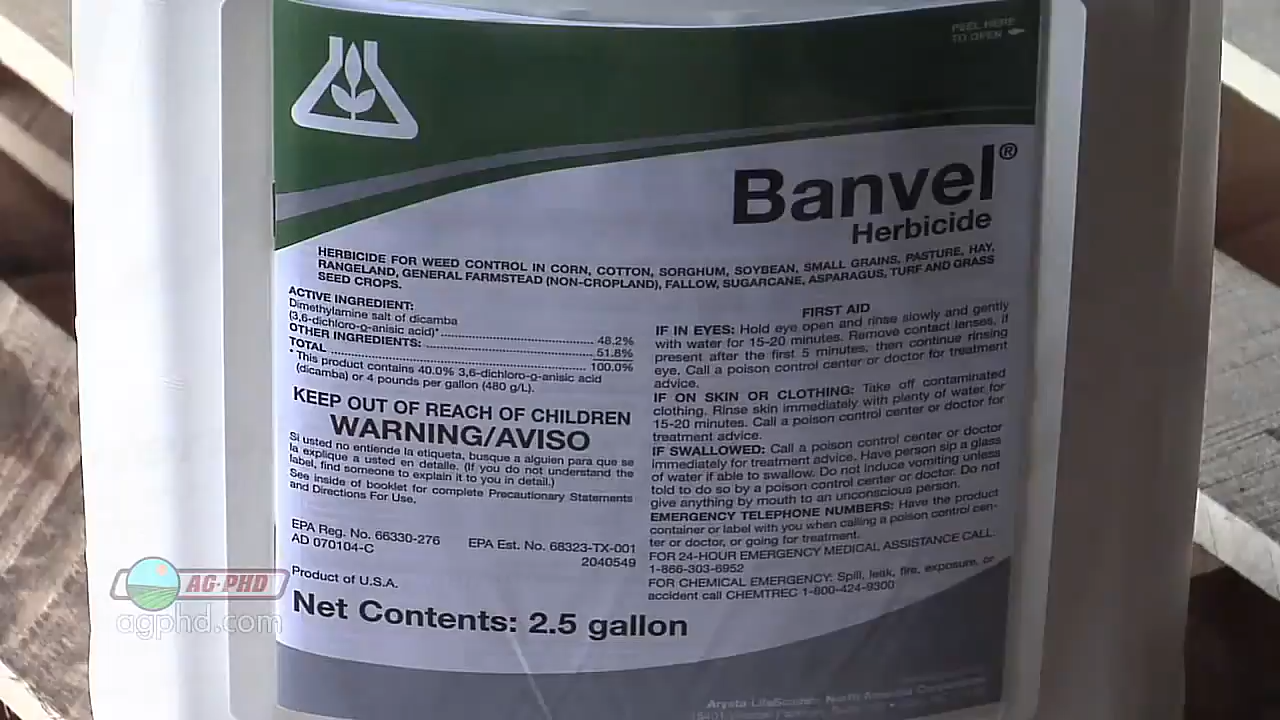 PEEL HERE
TO OPEN
Banvel®
Herbicide
HERBICIDE FOR WEED CONTROL IN CORN, COTTON, SORGHUM, SOYBEAN, SMALL GRAINS, PASTURE, HAY,
RANGELAND, GENERAL FARMSTEAD (NON-CROPLAND), FALLOW, SUGARCANE, ASPARAGUS, TURF AND GRASS
SEED CROPS.
ACTIVE INGREDIENT:
Dimethylamine salt of dicamba
(3,6-dichloro-o-anisic acid)* 48.2%
OTHER INGREDIENTS: 51.8%
TOTAL 100.0%
* This product contains 40.0% 3,6-dichloro-o-anisic acid
(dicamba) or 4 pounds per gallon (480 g/L).
KEEP OUT OF REACH OF CHILDREN
WARNING/AVISO
Si usted no entiende la etiqueta, busque a alguien para que se
la explique a usted en detalle. (If you do not understand the
label, find someone to explain it to you in detail.)
See inside of booklet for complete Precautionary Statements
and Directions For Use.
EPA Reg. No. 66330-276
AD 070104-C
EPA Est. No. 68323-TX-001
2040549
Product of U.S.A.
Net Contents: 2.5 gallon
FIRST AID
IF IN EYES: Hold eye open and rinse slowly and gently
with water for 15-20 minutes. Remove contact lenses, if
present after the first 5 minutes, then continue rinsing
eye. Call a poison control center or doctor for treatment
advice.
IF ON SKIN OR CLOTHING: Take off contaminated
clothing. Rinse skin immediately with plenty of water for
15-20 minutes. Call a poison control center or doctor for
treatment advice.
IF SWALLOWED: Call a poison control center or doctor
immediately for treatment advice. Have person sip a glass
of water if able to swallow. Do not induce vomiting unless
told to do so by a poison control center or doctor. Do not
give anything by mouth to an unconscious person.
EMERGENCY TELEPHONE NUMBERS: Have the product
container or label with you when calling a poison control cen-
ter or doctor, or going for treatment.
FOR 24-HOUR EMERGENCY MEDICAL ASSISTANCE CALL
1-866-303-6952
FOR CHEMICAL EMERGENCY: Spill, leak, fire, exposure, or
accident call CHEMTREC 1-800-424-9300
Arysta LifeScience North America
15401
AG-PHD
agphd.com